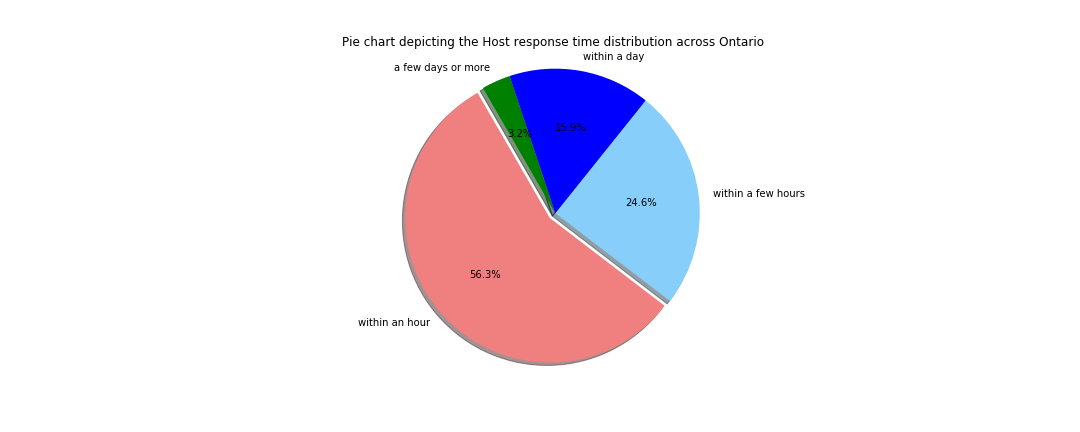 Pie chart depicting the Host response time distribution across Ontario
within a day
a few days or more
15.9%
3.2%
within a few hours
24.6%
56.3%
within an hour